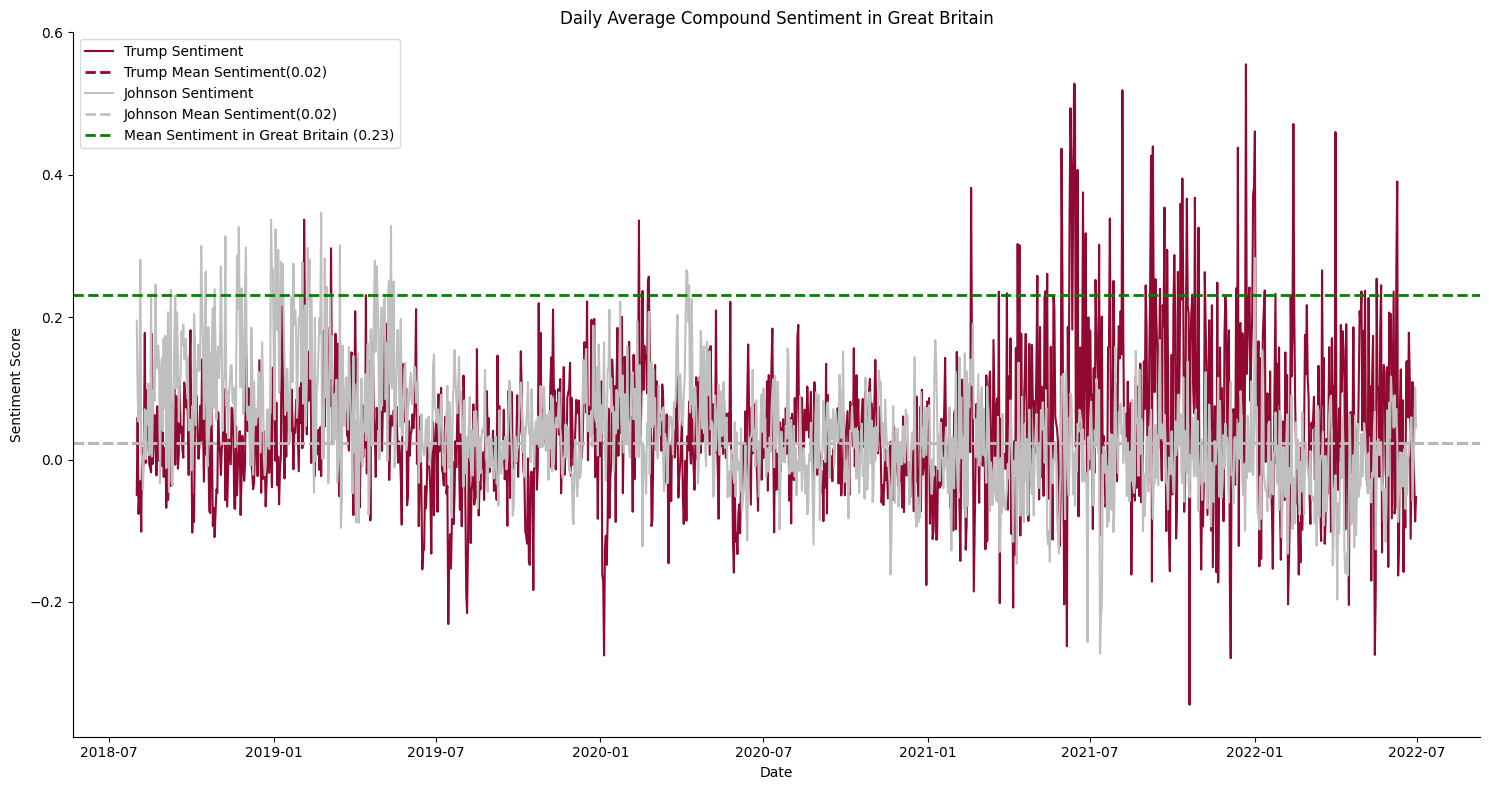 Daily Average Compound Sentiment in Great Britain
Trump Sentiment
Trump Mean Sentiment(0.02)
Johnson Sentiment
Johnson Mean Sentiment(0.02)
Mean Sentiment in Great Britain (0.23)
Sentiment Score
0.6
0.4
0.2
0.0
−0.2
2018-07
2019-01
2019-07
2020-01
2020-07
2021-01
2021-07
2022-01
2022-07
Date